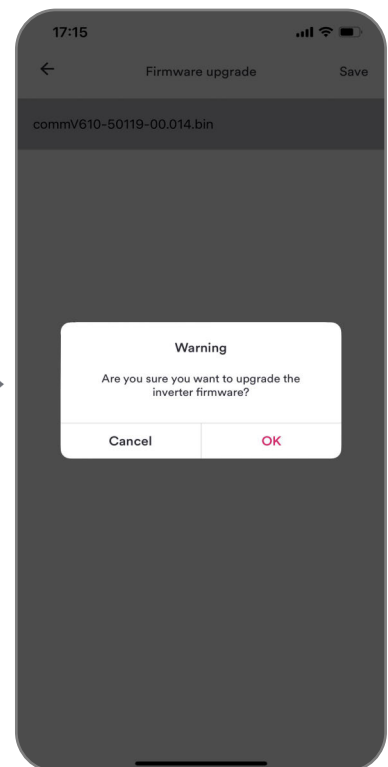 17:15
Firmware upgrade Save
commV610-50119-00.014.bin
Warning
Are you sure you want to upgrade the
inverter firmware?
Cancel OK